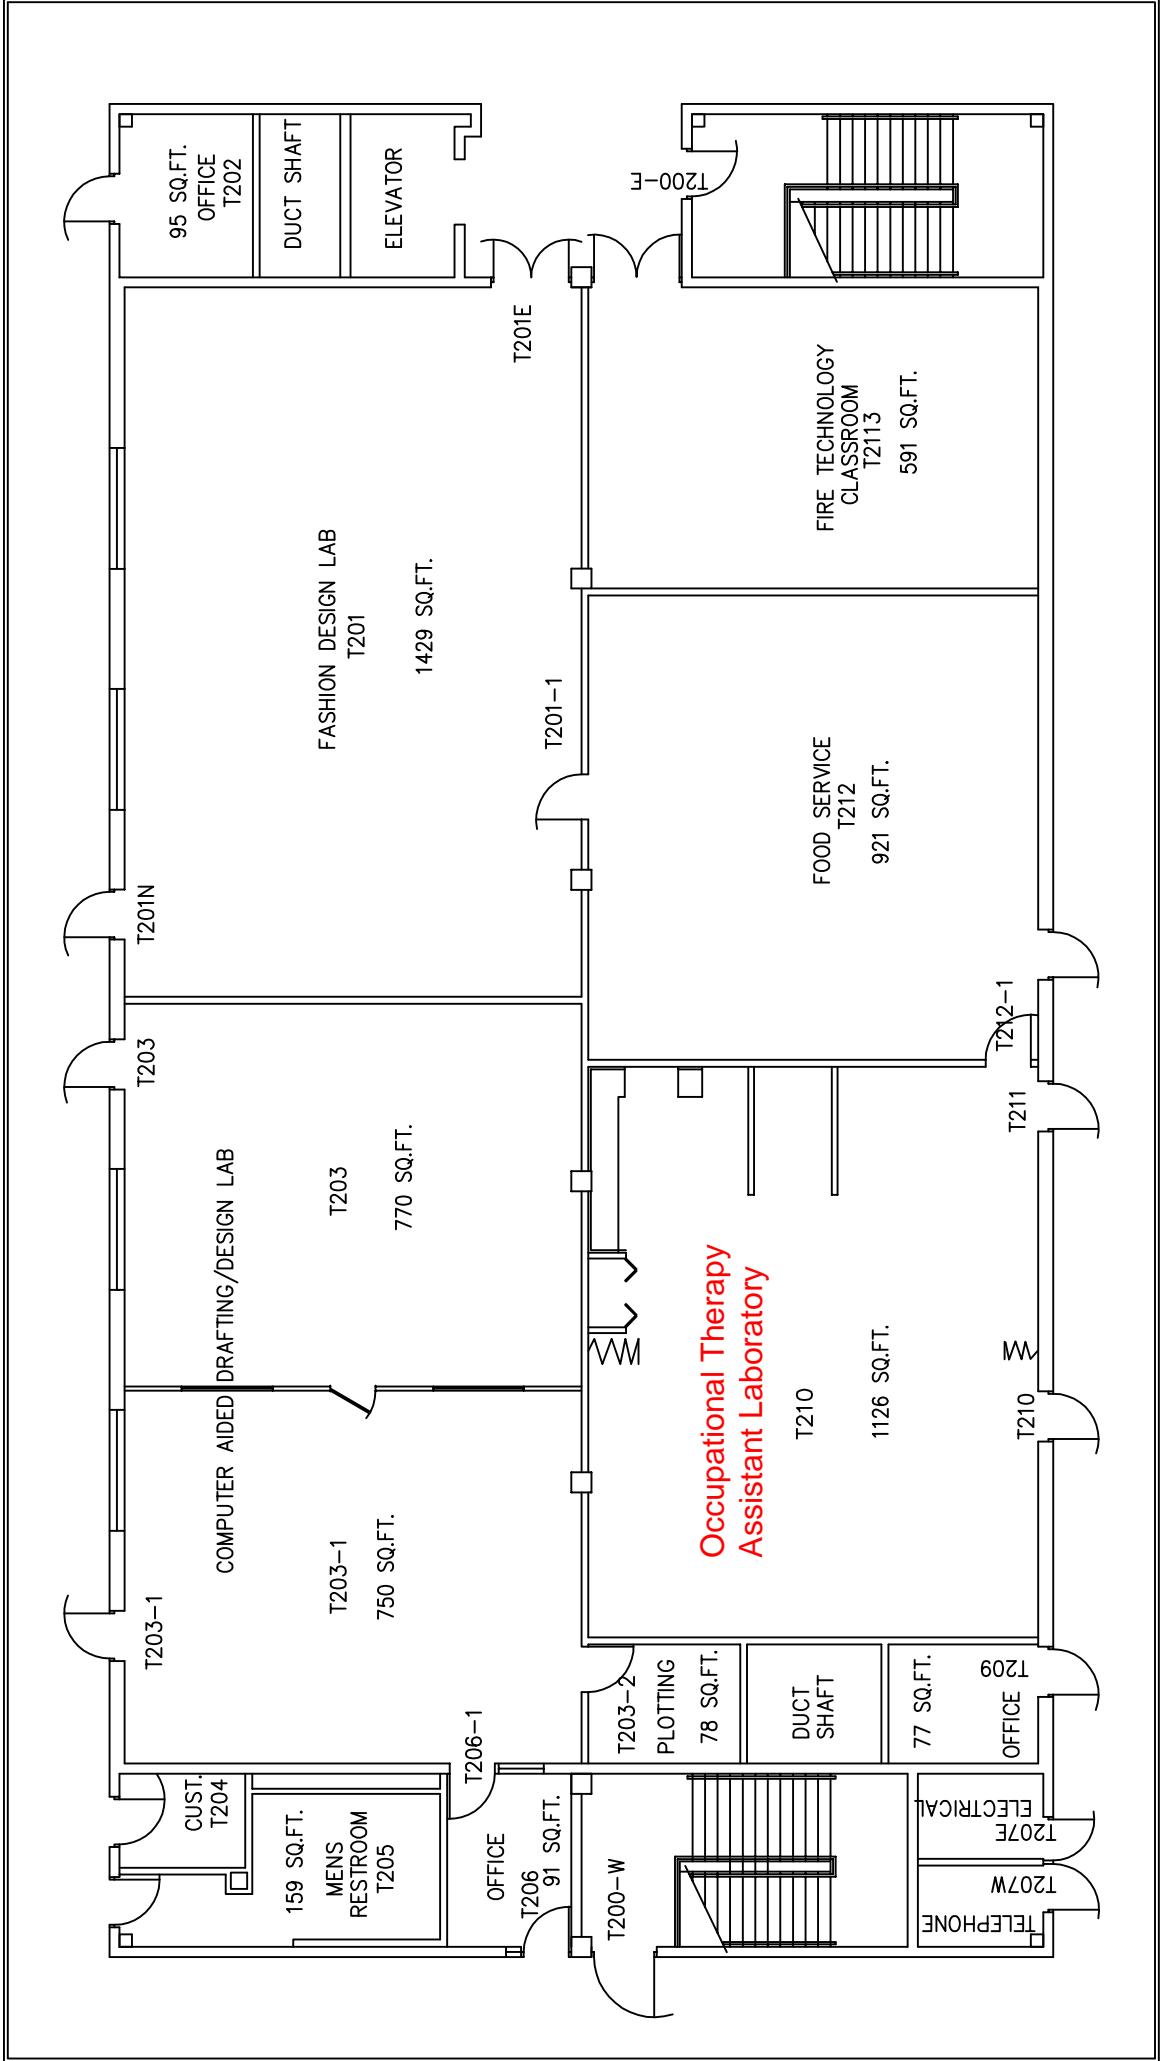 95 SQ.FT.
OFFICE
T202
DUCT SHAFT
ELEVATOR
T200-E
T201E
FASHION DESIGN LAB
T201
1429 SQ.FT.
T201-1
T201N
FIRE TECHNOLOGY
CLASSROOM
T2113
591 SQ.FT.
FOOD SERVICE
T212
921 SQ.FT.
T212-1
T211
T203
COMPUTER AIDED DRAFTING/DESIGN LAB
T203
770 SQ.FT.
T203-1
750 SQ.FT.
T203-1
Occupational Therapy
Assistant Laboratory
T210
1126 SQ.FT.
T210
T203-2
PLOTTING
78 SQ.FT.
DUCT
SHAFT
77 SQ.FT.
OFFICE
T209
CUST.
T204
159 SQ.FT.
MENS
RESTROOM
T205
T206-1
OFFICE
T206
91 SQ.FT.
T200-W
ELECTRICAL
T207E
T207W
TELEPHONE